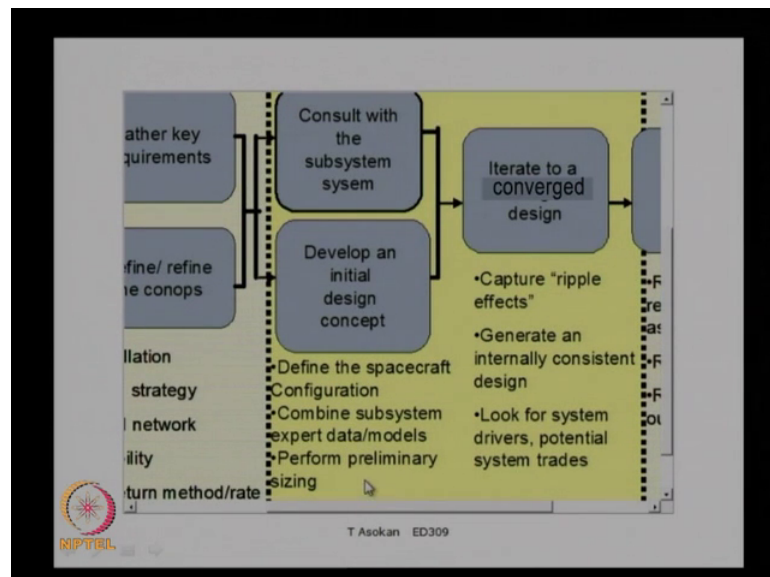 ather key
quirements
fine/ refine
ne conops
llation
strategy
network
ility
turn method/rate
Consult with
the
subsystem
sysem
Develop an
initial
design
concept
•Define the spacecraft
Configuration
•Combine subsystem
expert data/models
•Perform preliminary
sizing
Iterate to a
converged
design
•Capture "ripple
effects"
•Generate an
internally consistent
design
•Look for system
drivers, potential
system trades
NPTEL
T Asokan ED309